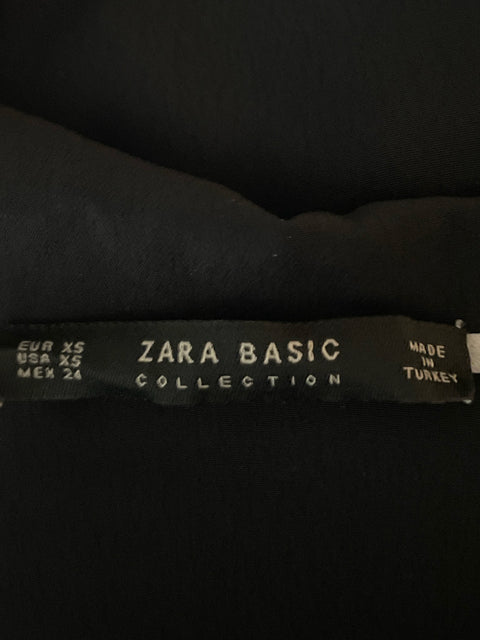 EUR XS
USA XS
MEX 24
ZARA BASIC
COLLECTION
MADE
IN
TURKEY